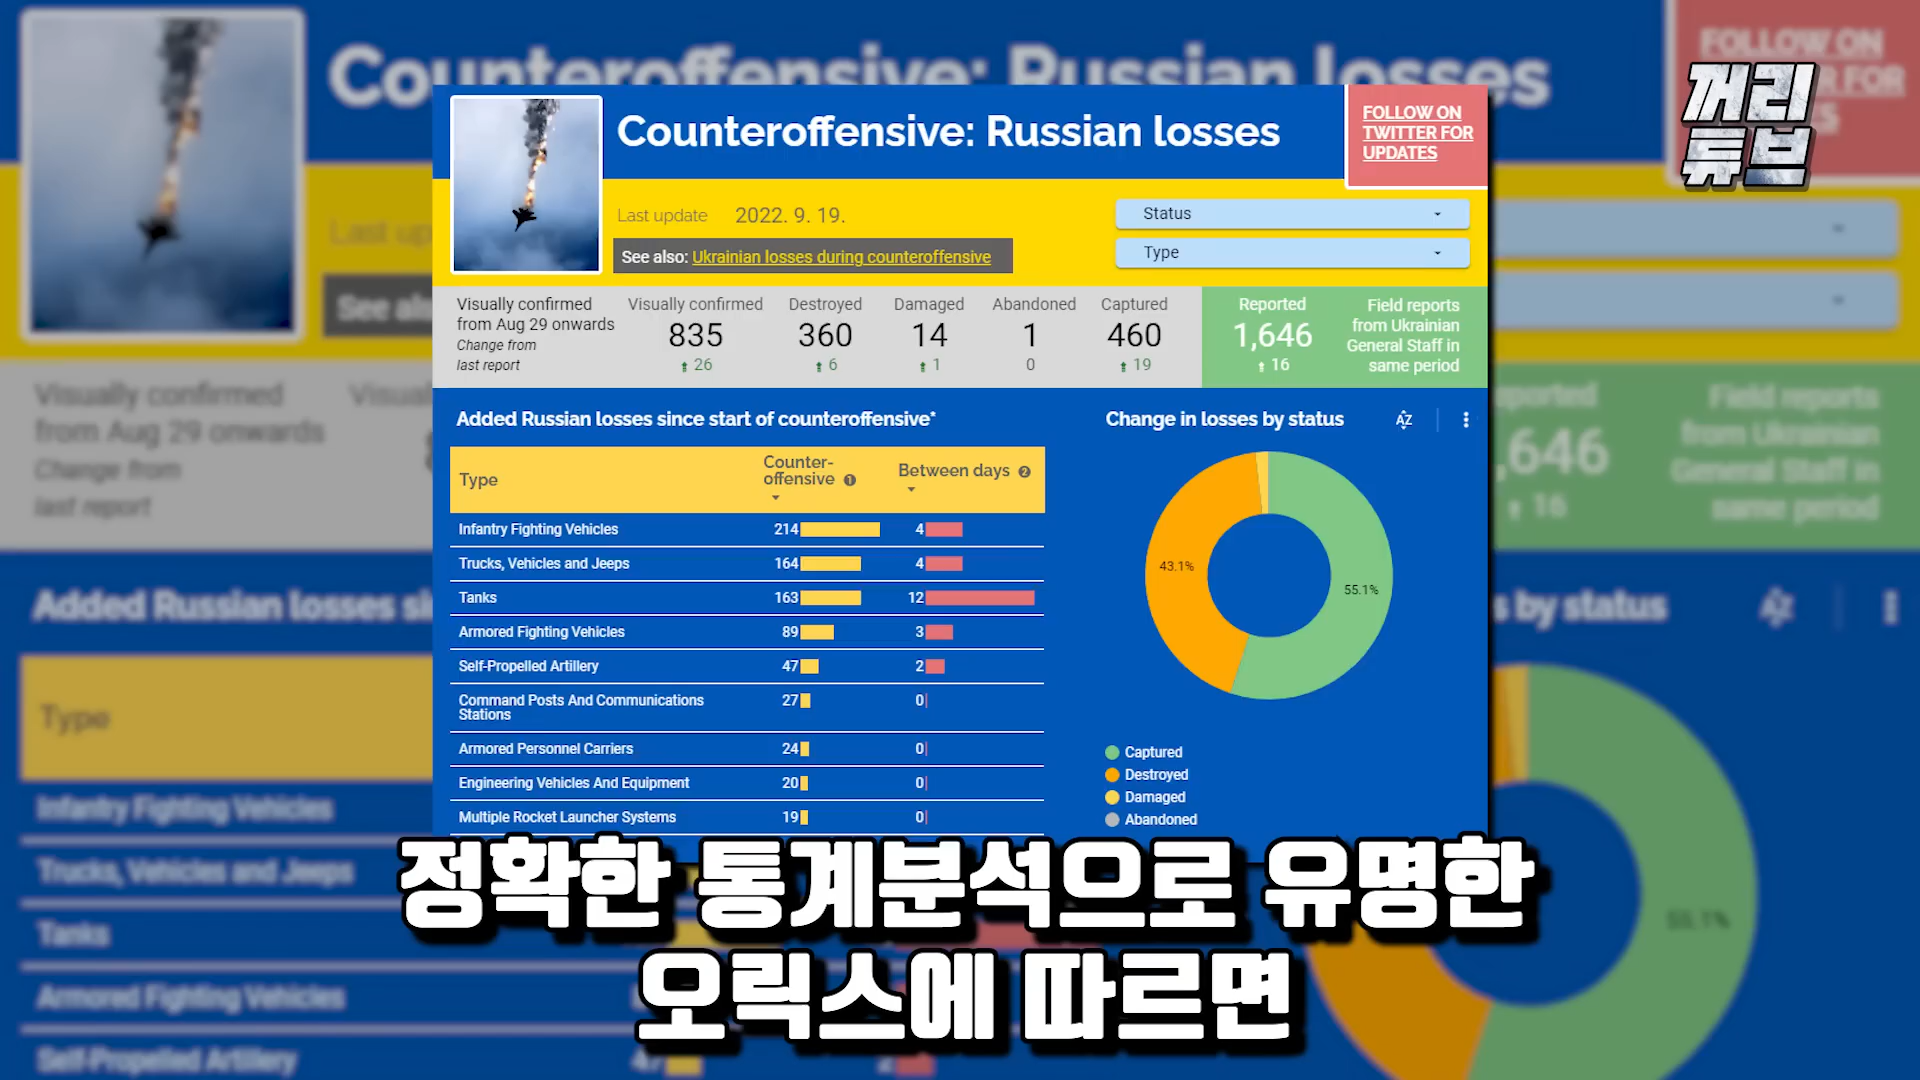 Counteroffensive: Russian losses
FOLLOW ON
TWITTER FOR
UPDATES
꺼리
튜브
Last update 2022. 9. 19.
See also: Ukrainian losses during counteroffensive
Status
Type
Visually confirmed
from Aug 29 onwards
Change from
last report
Visually confirmed
835
26
Destroyed
360
6
Damaged
14
1
Abandoned
1
0
Captured
460
19
Reported
1,646
16
Field reports
from Ukrainian
General Staff in
same period
Added Russian losses since start of counteroffensive*
Type
Counter-
offensive 1
Between days 2
Infantry Fighting Vehicles 214 4
Trucks, Vehicles and Jeeps 164 4
Tanks 163 12
Armored Fighting Vehicles 89 3
Self-Propelled Artillery 47 2
Command Posts And Communications
Stations 27 0
Armored Personnel Carriers 24 0
Engineering Vehicles And Equipment 20 0
Multiple Rocket Launcher Systems 19 0
Change in losses by status
AZ
43.1%
55.1%
Captured
Destroyed
Damaged
Abandoned
정확한 통계분석으로 유명한
오릭스에 따르면